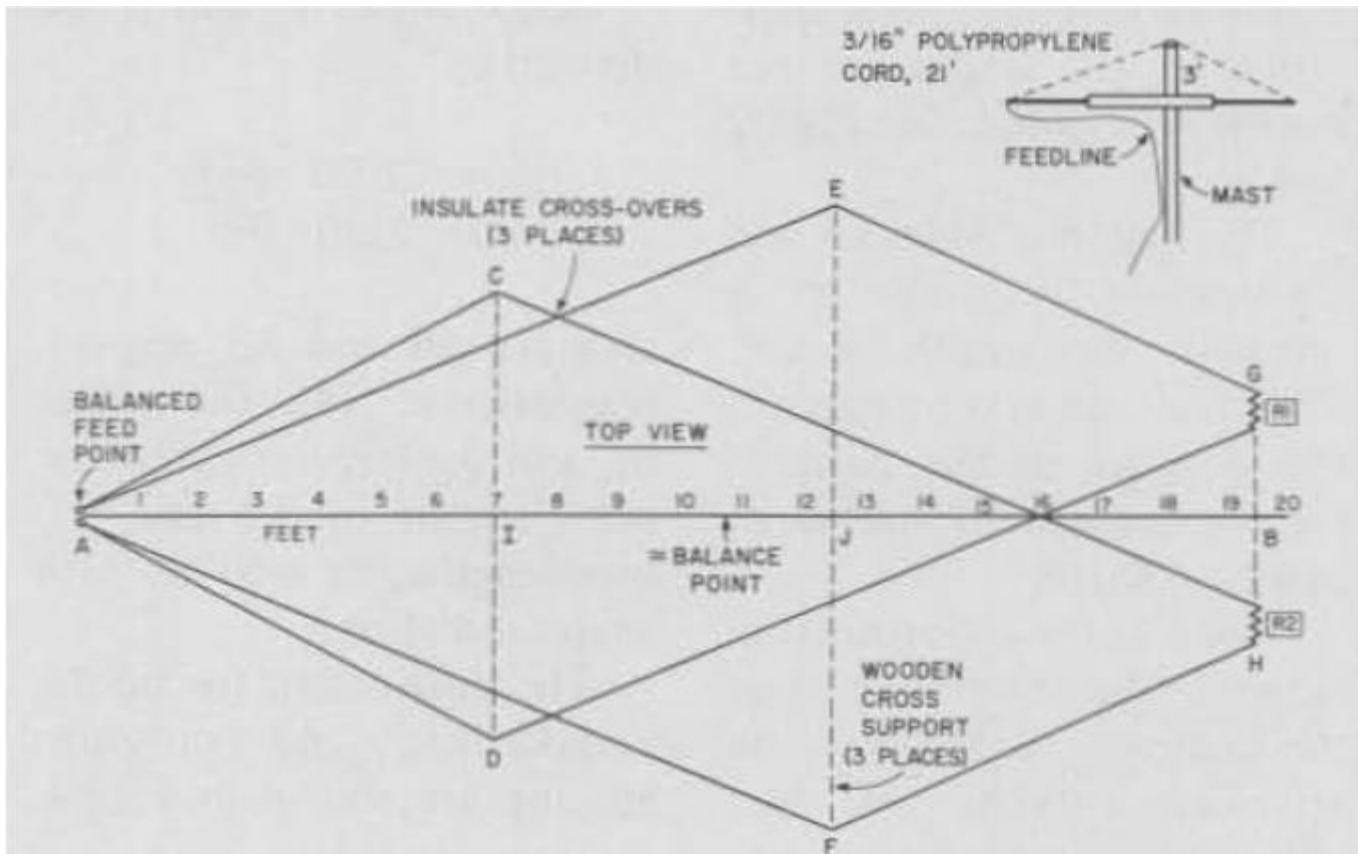 3/16" POLYPROPYLENE
CORD, 21'
3'
FEEDLINE
MAST
E
INSULATE CROSS-OVERS
(3 PLACES)
C
G
R1
BALANCED
FEED
POINT
TOP VIEW
1 2 3 4 5 6 7 8 9 10 11 12 13 14 15 16 17 18 19 20
A
FEET
I
≈ BALANCE
POINT
J
B
R2
H
WOODEN
CROSS
SUPPORT
(3 PLACES)
D
F